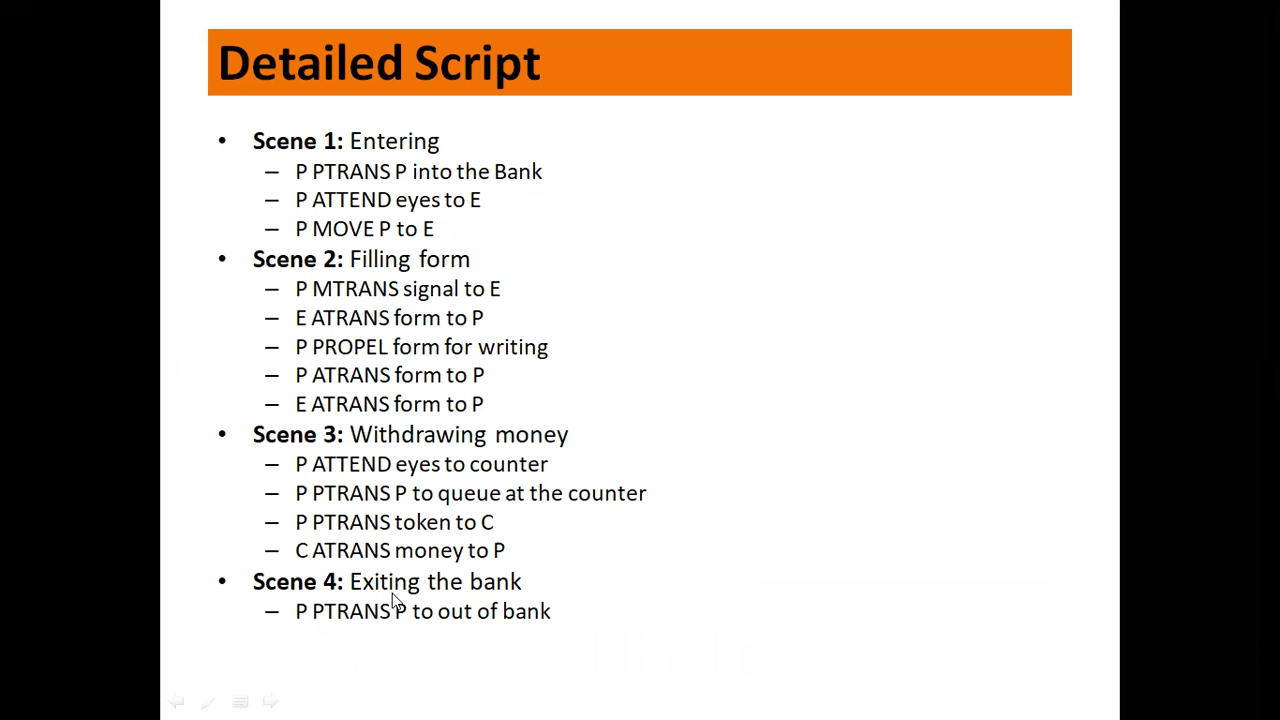 Detailed Script
• Scene 1: Entering
– P PTRANS P into the Bank
– P ATTEND eyes to E
– P MOVE P to E
• Scene 2: Filling form
– P MTRANS signal to E
– E ATRANS form to P
– P PROPEL form for writing
– P ATRANS form to P
– E ATRANS form to P
• Scene 3: Withdrawing money
– P ATTEND eyes to counter
– P PTRANS P to queue at the counter
– P PTRANS token to C
– C ATRANS money to P
• Scene 4: Exiting the bank
– P PTRANS P to out of bank